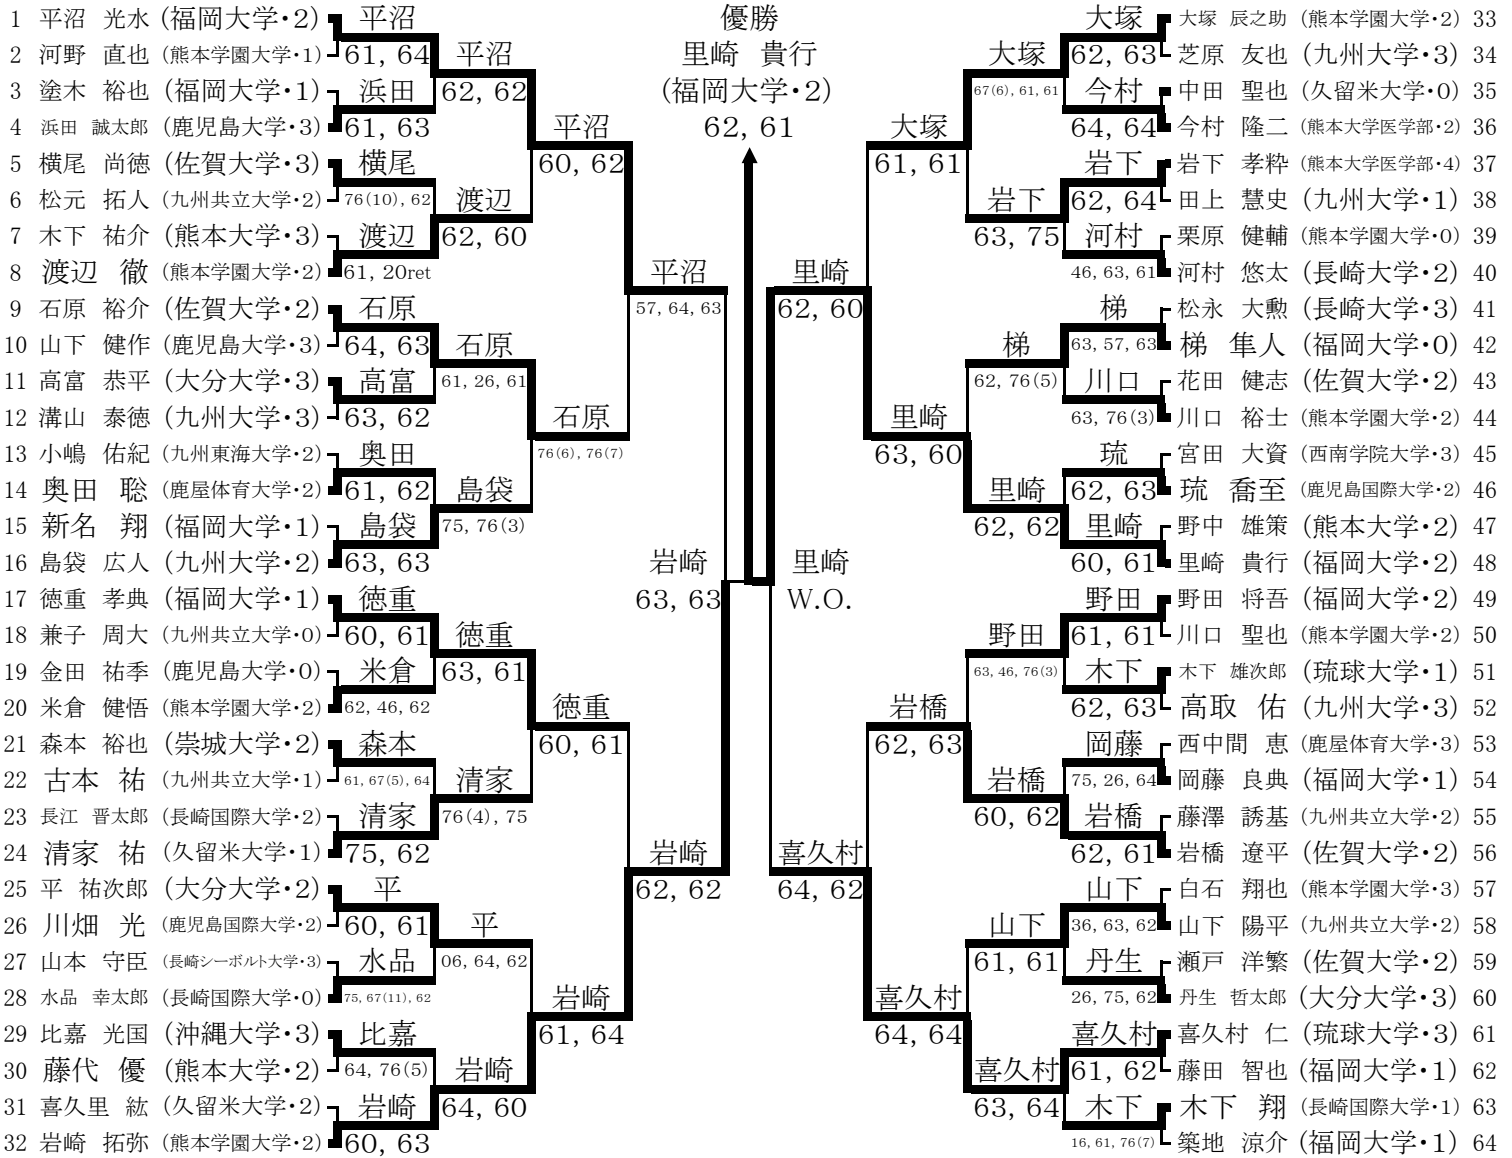 優勝
里崎 貴行
(福岡大学・2)
62, 61
1 平沼 光水 (福岡大学・2)
2 河野 直也 (熊本学園大学・1)
3 塗木 裕也 (福岡大学・1)
4 浜田 誠太郎 (鹿児島大学・3)
5 横尾 尚徳 (佐賀大学・3)
6 松元 拓人 (九州共立大学・2)
7 木下 祐介 (熊本大学・3)
8 渡辺 徹 (熊本学園大学・2)
9 石原 裕介 (佐賀大学・2)
10 山下 健作 (鹿児島大学・3)
11 高富 恭平 (大分大学・3)
12 溝山 泰徳 (九州大学・3)
13 小嶋 佑紀 (九州東海大学・2)
14 奥田 聡 (鹿屋体育大学・2)
15 新名 翔 (福岡大学・1)
16 島袋 広人 (九州大学・2)
17 徳重 孝典 (福岡大学・1)
18 兼子 周大 (九州共立大学・0)
19 金田 祐季 (鹿児島大学・0)
20 米倉 健悟 (熊本学園大学・2)
21 森本 裕也 (崇城大学・2)
22 古本 祐 (九州共立大学・1)
23 長江 晋太郎 (長崎国際大学・2)
24 清家 祐 (久留米大学・1)
25 平 祐次郎 (大分大学・2)
26 川畑 光 (鹿児島国際大学・2)
27 山本 守臣 (長崎シーボルト大学・3)
28 水品 幸太郎 (長崎国際大学・0)
29 比嘉 光国 (沖縄大学・3)
30 藤代 優 (熊本大学・2)
31 喜久里 紘 (久留米大学・2)
32 岩崎 拓弥 (熊本学園大学・2)
平沼
61, 64
浜田
61, 63
横尾
76(10), 62
渡辺
61, 20ret
石原
64, 63
高富
63, 62
奥田
61, 62
島袋
63, 63
徳重
60, 61
米倉
62, 46, 62
森本
61, 67(5), 64
清家
75, 62
平
60, 61
水品
75, 67(11), 62
比嘉
64, 76(5)
岩崎
60, 63
平沼
62, 62
渡辺
62, 60
石原
61, 26, 61
島袋
75, 76(3)
徳重
63, 61
清家
76(4), 75
平
06, 64, 62
岩崎
64, 60
平沼
60, 62
石原
76(6), 76(7)
徳重
60, 61
岩崎
61, 64
平沼
57, 64, 63
岩崎
62, 62
岩崎
63, 63
里崎
W.O.
里崎
62, 60
喜久村
64, 62
大塚
61, 61
里崎
63, 60
岩橋
62, 63
喜久村
64, 64
大塚
67(6), 61, 61
岩下
63, 75
梯
62, 76(5)
里崎
62, 62
野田
63, 46, 76(3)
岩橋
60, 62
山下
61, 61
喜久村
63, 64
大塚
62, 63
今村
64, 64
岩下
62, 64
河村
46, 63, 61
梯
63, 57, 63
川口
63, 76(3)
琉
62, 63
里崎
60, 61
野田
61, 61
木下
62, 63
岡藤
75, 26, 64
岩橋
62, 61
山下
36, 63, 62
丹生
26, 75, 62
喜久村
61, 62
木下
16, 61, 76(7)
大塚 辰之助 (熊本学園大学・2) 33
芝原 友也 (九州大学・3) 34
中田 聖也 (久留米大学・0) 35
今村 隆二 (熊本大学医学部・2) 36
岩下 孝粋 (熊本大学医学部・4) 37
田上 慧史 (九州大学・1) 38
栗原 健輔 (熊本学園大学・0) 39
河村 悠太 (長崎大学・2) 40
松永 大勲 (長崎大学・3) 41
梯 隼人 (福岡大学・0) 42
花田 健志 (佐賀大学・2) 43
川口 裕士 (熊本学園大学・2) 44
宮田 大資 (西南学院大学・3) 45
琉 喬至 (鹿児島国際大学・2) 46
野中 雄策 (熊本大学・2) 47
里崎 貴行 (福岡大学・2) 48
野田 将吾 (福岡大学・2) 49
川口 聖也 (熊本学園大学・2) 50
木下 雄次郎 (琉球大学・1) 51
高取 佑 (九州大学・3) 52
西中間 恵 (鹿屋体育大学・3) 53
岡藤 良典 (福岡大学・1) 54
藤澤 誘基 (九州共立大学・2) 55
岩橋 遼平 (佐賀大学・2) 56
白石 翔也 (熊本学園大学・3) 57
山下 陽平 (九州共立大学・2) 58
瀬戸 洋繁 (佐賀大学・2) 59
丹生 哲太郎 (大分大学・3) 60
喜久村 仁 (琉球大学・3) 61
藤田 智也 (福岡大学・1) 62
木下 翔 (長崎国際大学・1) 63
築地 涼介 (福岡大学・1) 64